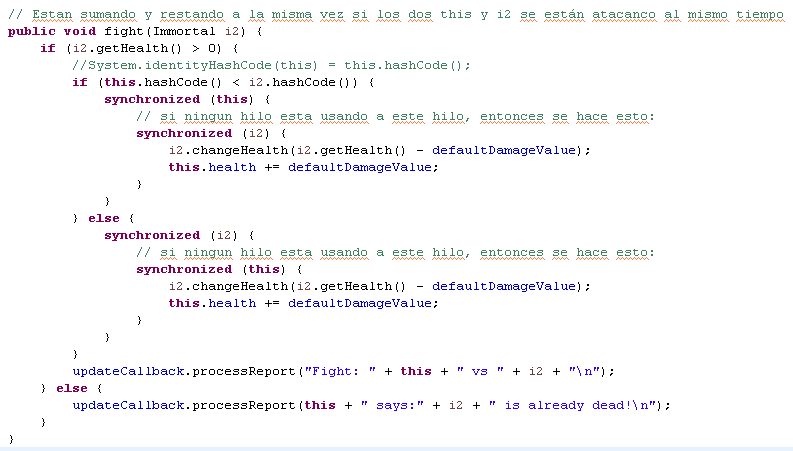 // Estan sumando y restando a la misma vez si los dos this y i2 se están atacanco al mismo tiempo
public void fight(Immortal i2) {
    if (i2.getHealth() > 0) {
        //System.identityHashCode(this) = this.hashCode();
        if (this.hashCode() < i2.hashCode()) {
            synchronized (this) {
                // si ningun hilo esta usando a este hilo, entonces se hace esto:
                synchronized (i2) {
                    i2.changeHealth(i2.getHealth() - defaultDamageValue);
                    this.health += defaultDamageValue;
                }
            }
        } else {
            synchronized (i2) {
                // si ningun hilo esta usando a este hilo, entonces se hace esto:
                synchronized (this) {
                    i2.changeHealth(i2.getHealth() - defaultDamageValue);
                    this.health += defaultDamageValue;
                }
            }
        }
        updateCallback.processReport("Fight: " + this + " vs " + i2 + "\n");
    } else {
        updateCallback.processReport(this + " says:" + i2 + " is already dead!\n");
    }
}